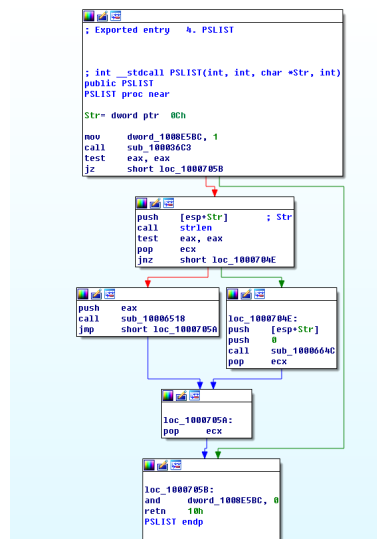 ; Exported entry   4. PSLIST
; int __stdcall PSLIST(int, int, char *Str, int)
public PSLIST
PSLIST proc near
Str= dword ptr  0Ch
mov     dword_1008E5BC, 1
call    sub_100036C3
test    eax, eax
jz      short loc_1000705B
push    [esp+Str]       ; Str
call    strlen
test    eax, eax
pop     ecx
jnz     short loc_1000704E
push    eax
call    sub_10006518
jmp     short loc_1000705A
loc_1000704E:
push    [esp+Str]
push    0
call    sub_1000664C
pop     ecx
loc_1000705A:
pop     ecx
loc_1000705B:
and     dword_1008E5BC, 0
retn    10h
PSLIST endp